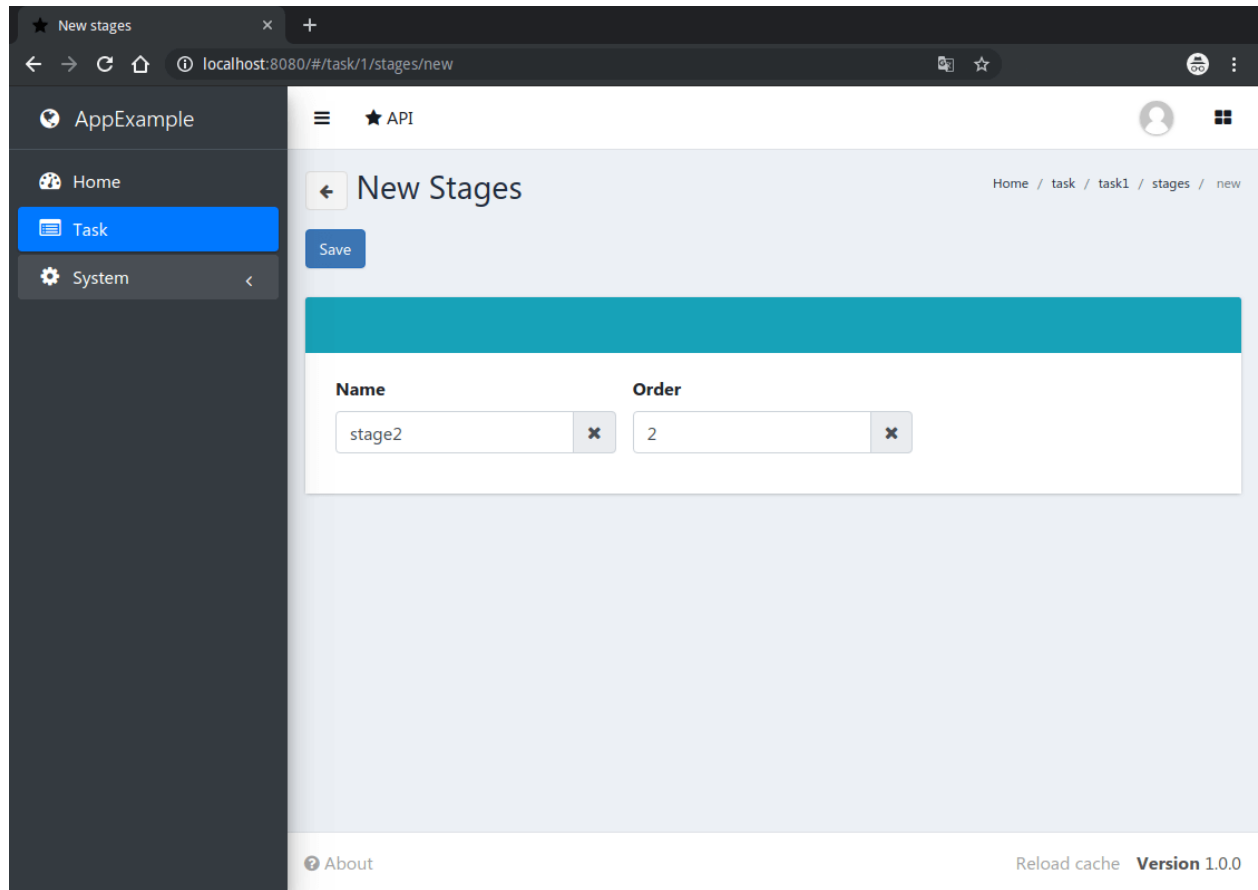 New stages
localhost:8080/#/task/1/stages/new
AppExample
API
Home
Task
System
New Stages
Home / task / task1 / stages / new
Save
Name
Order
stage2
2
About
Reload cache Version 1.0.0